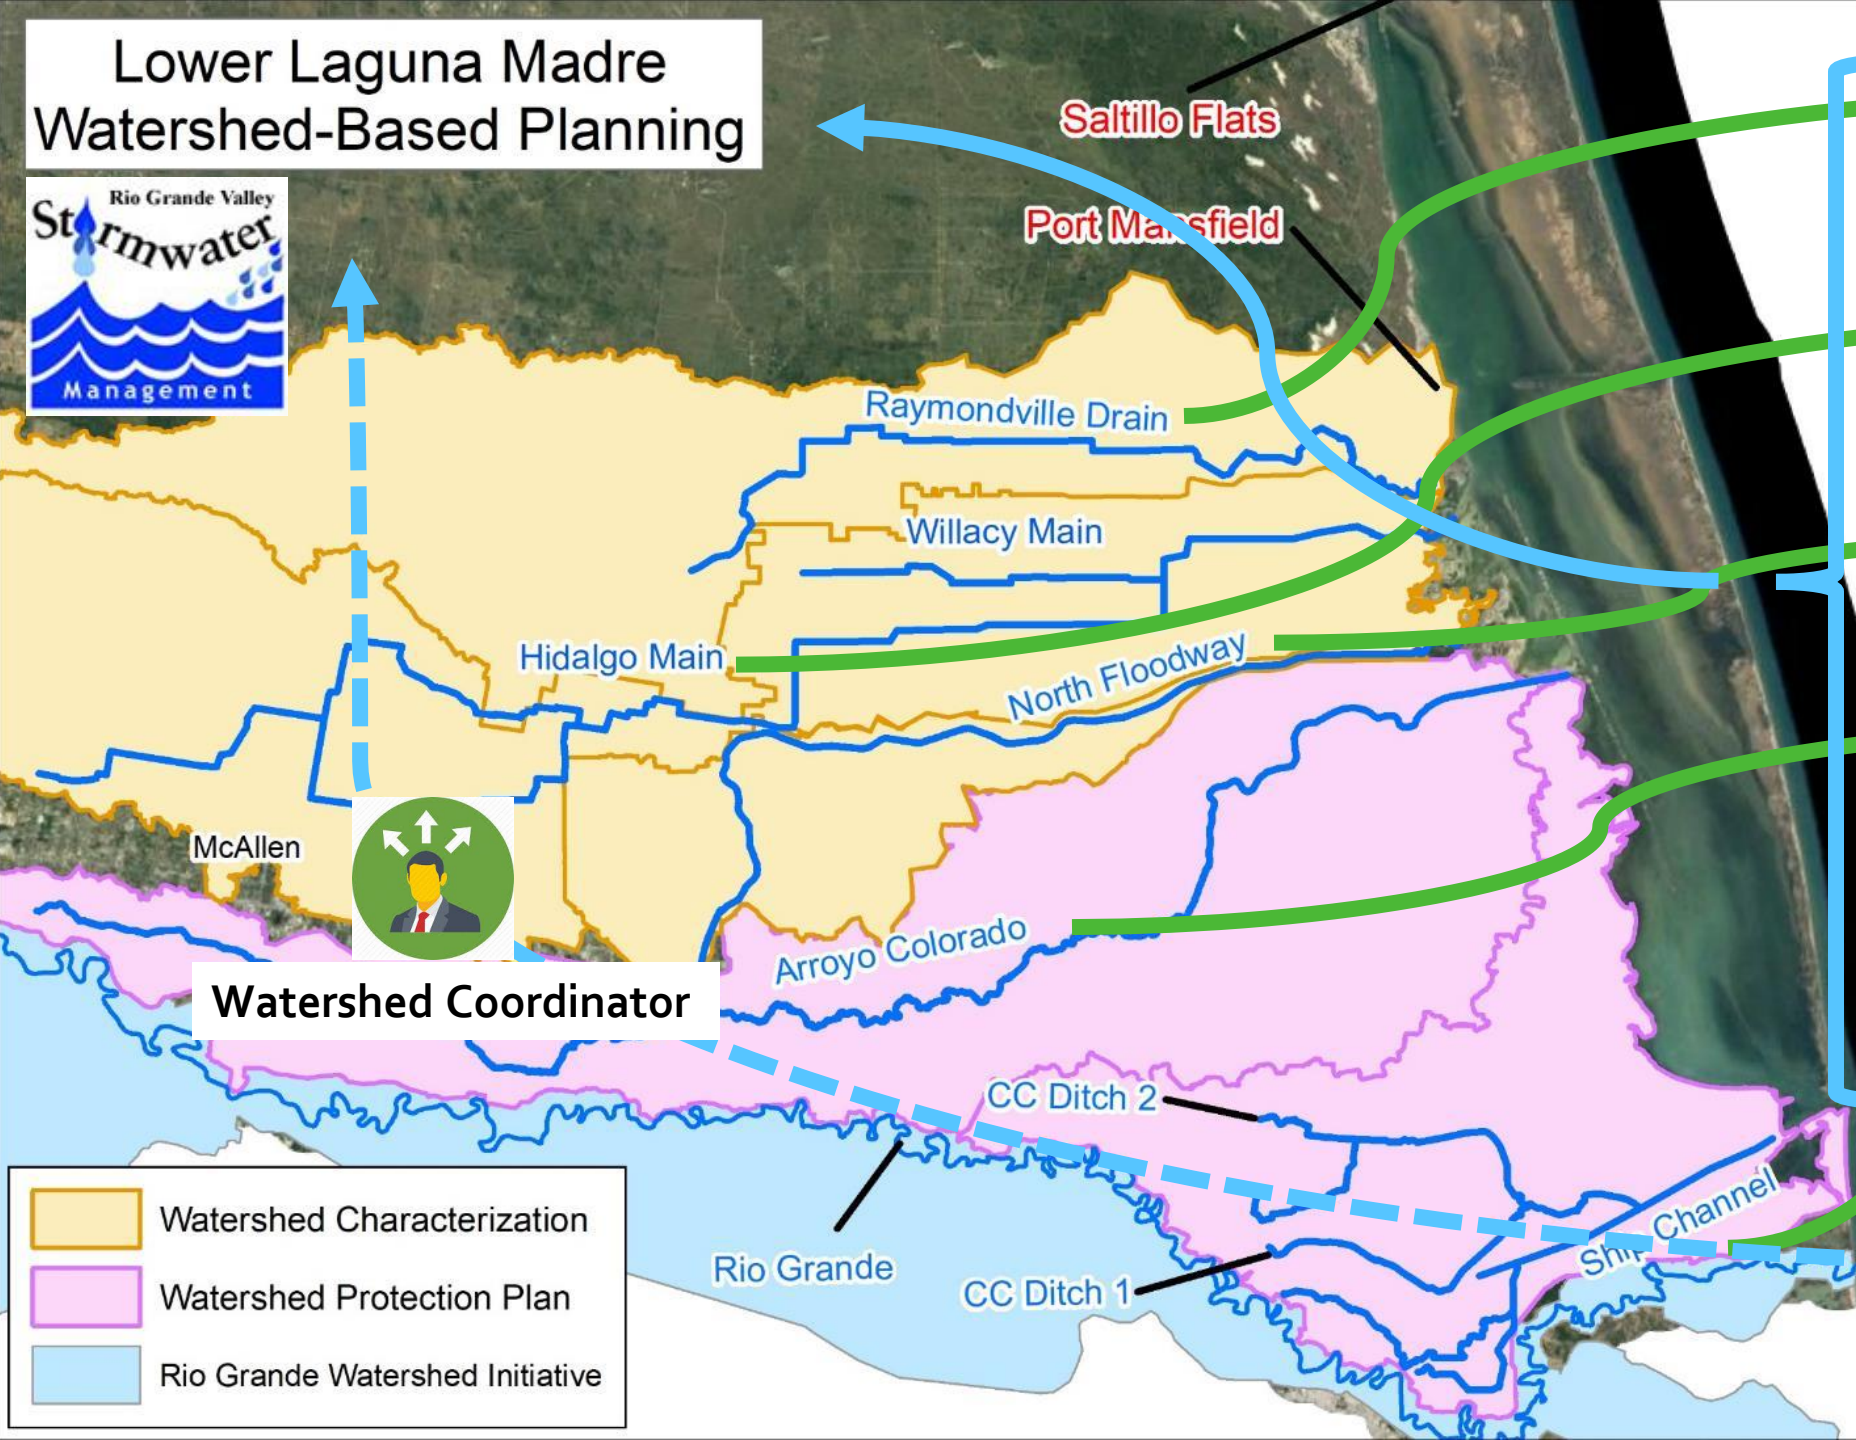 Lower Laguna Madre
Watershed-Based Planning
Rio Grande Valley
Stormwater
Management
Saltillo Flats
Port Mansfield
Raymondville Drain
Willacy Main
Hidalgo Main
North Floodway
McAllen
Arroyo Colorado
Watershed Coordinator
CC Ditch 2
Rio Grande
CC Ditch 1
Ship Channel
Watershed Characterization
Watershed Protection Plan
Rio Grande Watershed Initiative